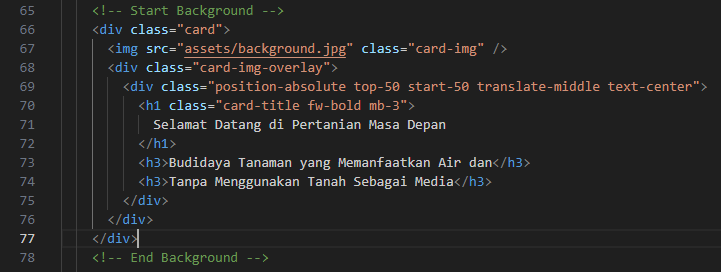 65 <!-- Start Background -->
66 <div class="card">
67 <img src="assets/background.jpg" class="card-img" />
68 <div class="card-img-overlay">
69 <div class="position-absolute top-50 start-50 translate-middle text-center">
70 <h1 class="card-title fw-bold mb-3">
71 Selamat Datang di Pertanian Masa Depan
72 </h1>
73 <h3>Budidaya Tanaman yang Memanfaatkan Air dan</h3>
74 <h3>Tanpa Menggunakan Tanah Sebagai Media</h3>
75 </div>
76 </div>
77 </div>
78 <!-- End Background -->